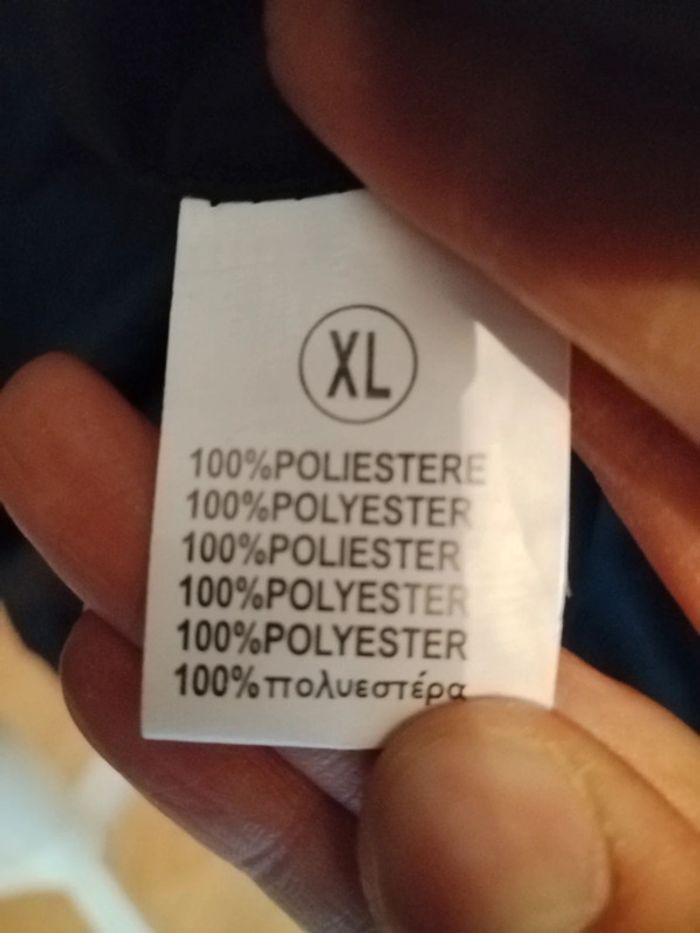 XL
100%POLIESTERE
100%POLYESTER
100%POLIESTER
100%POLYESTER
100%POLYESTER
100%πολυεστέρα